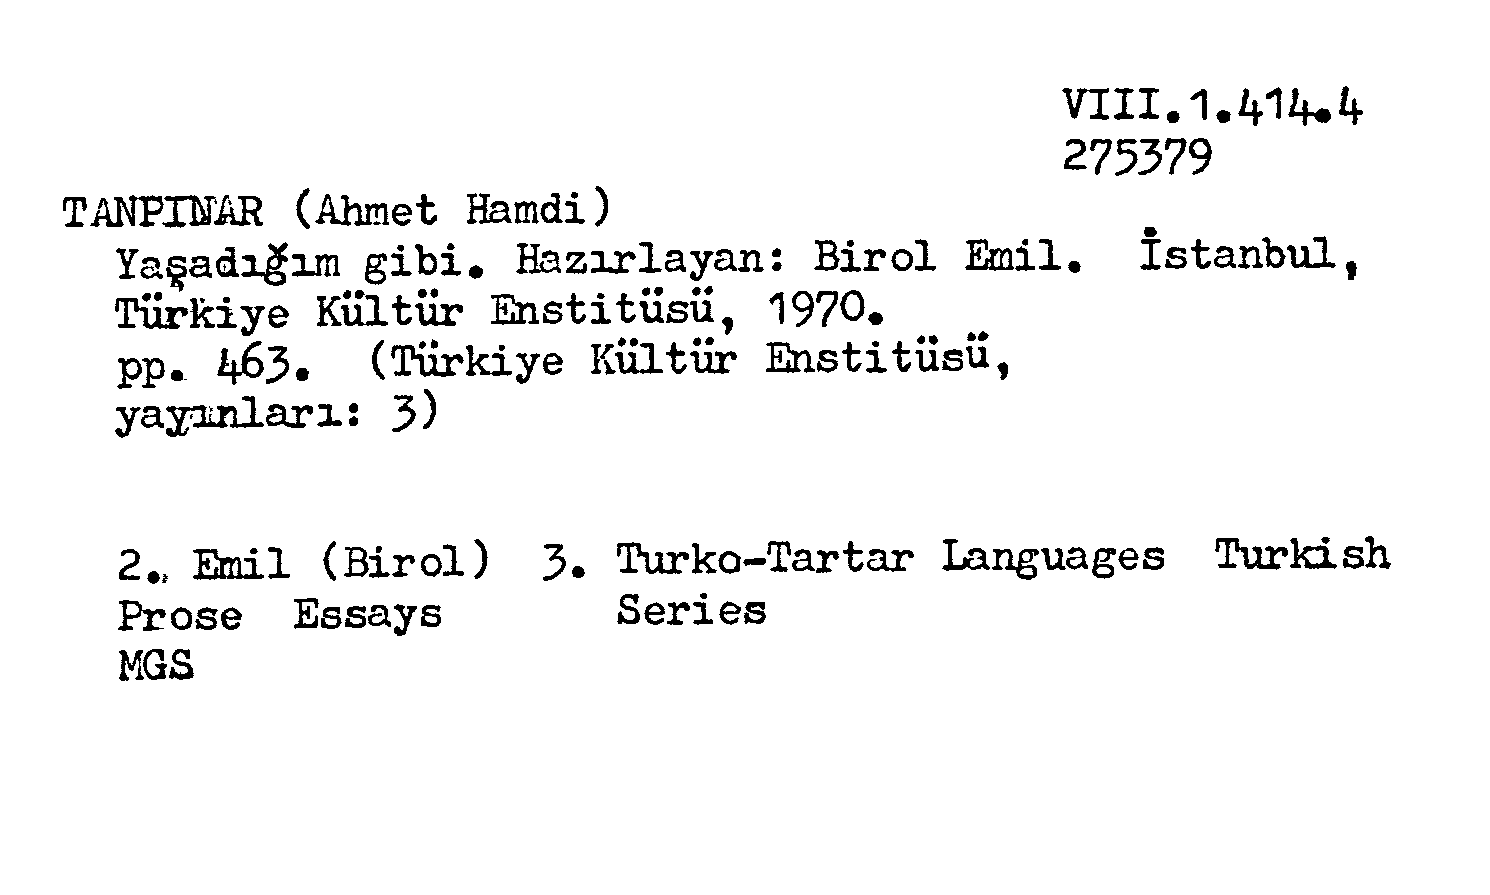 VIII.1.414.4
275379
TANPINAR (Ahmet Hamdi)
Yaşadığım gibi. Hazırlayan: Birol Emil. İstanbul,
Türkiye Kültür Enstitüsü, 1970.
pp. 463. (Türkiye Kültür Enstitüsü,
yayınları: 3)
2. Emil (Birol) 3. Turko-Tartar Languages Turkish
Prose Essays Series
MGS